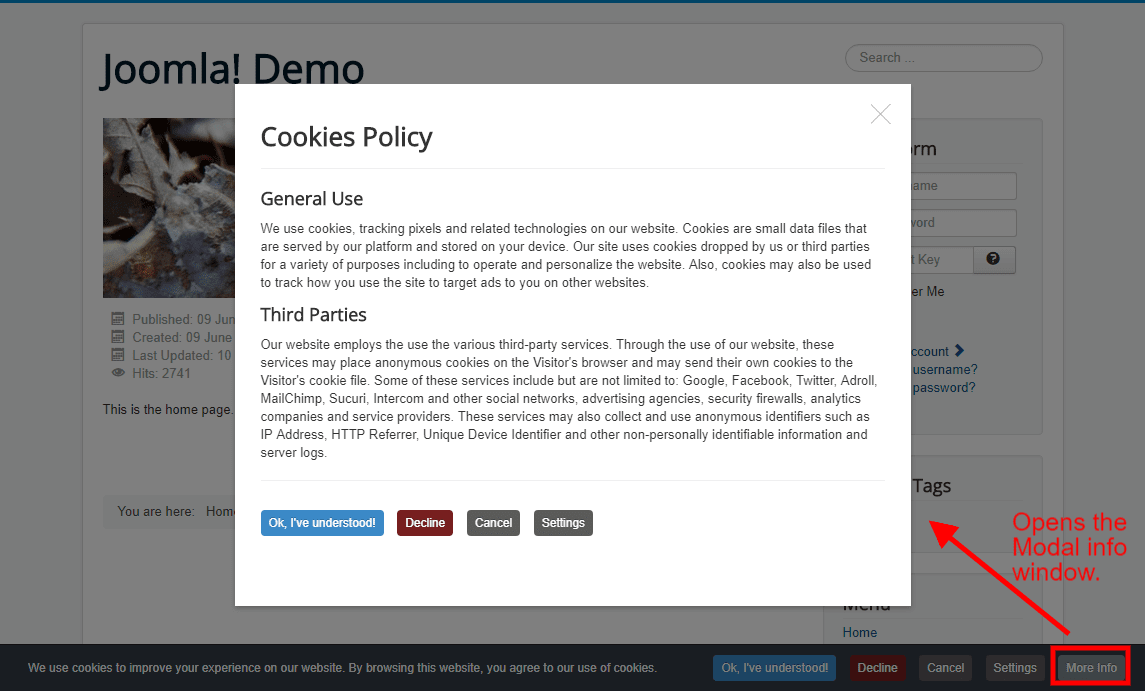 Joomla! Demo
Search ...
Cookies Policy
General Use
We use cookies, tracking pixels and related technologies on our website. Cookies are small data files that
are served by our platform and stored on your device. Our site uses cookies dropped by us or third parties
for a variety of purposes including to operate and personalize the website. Also, cookies may also be used
to track how you use the site to target ads to you on other websites.
Third Parties
Our website employs the use the various third-party services. Through the use of our website, these
services may place anonymous cookies on the Visitor's browser and may send their own cookies to the
Visitor's cookie file. Some of these services include but are not limited to: Google, Facebook, Twitter, Adroll,
MailChimp, Sucuri, Intercom and other social networks, advertising agencies, security firewalls, analytics
companies and service providers. These services may also collect and use anonymous identifiers such as
IP Address, HTTP Referrer, Unique Device Identifier and other non-personally identifiable information and
server logs.
Ok, I've understood! Decline Cancel Settings
Published: 09 Jun
Created: 09 June
Last Updated: 10
Hits: 2741
This is the home page.
You are here: Home
orm
name
word
t Key
er Me
ccount
username?
password?
Tags
Opens the
Modal info
window.
Menu
Home
We use cookies to improve your experience on our website. By browsing this website, you agree to our use of cookies.
Ok, I've understood! Decline Cancel Settings More Info